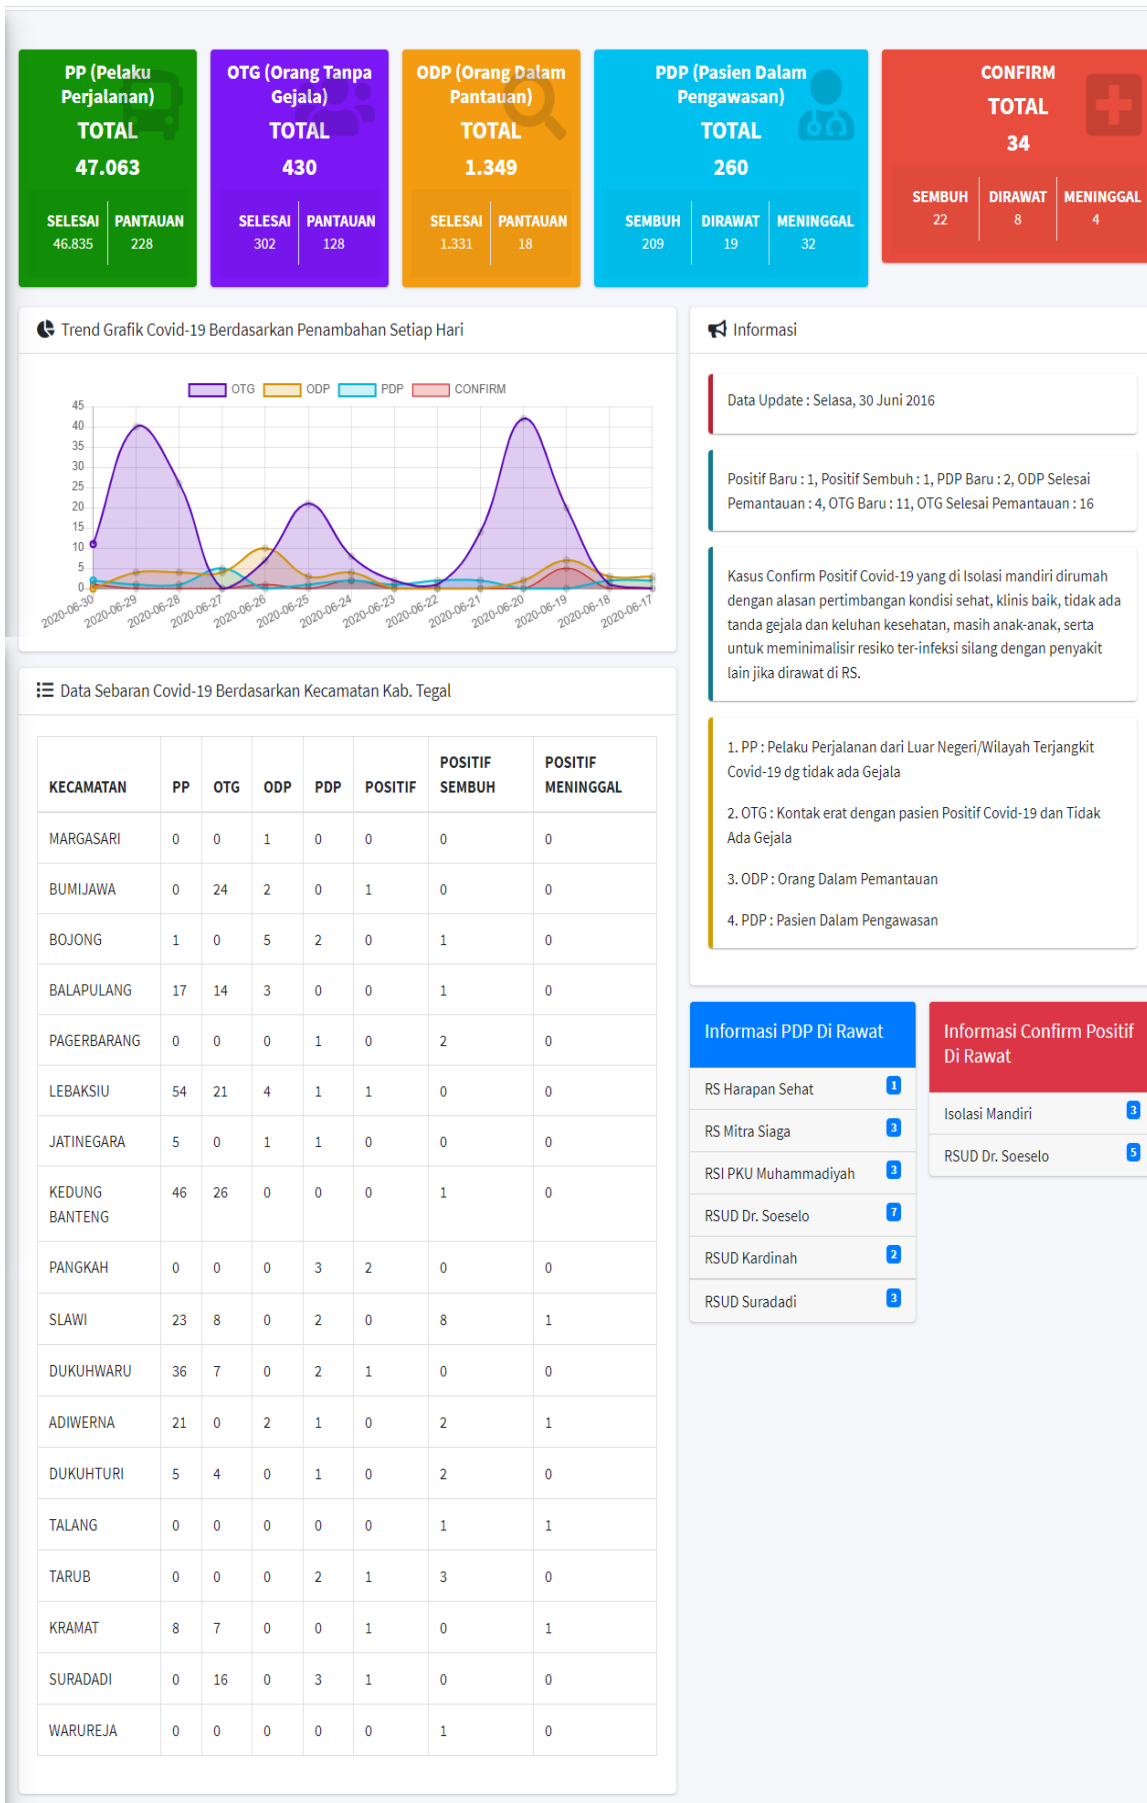 PP (Pelaku
Perjalanan)
TOTAL
47.063
SELESAI PANTAUAN
46.835 228
OTG (Orang Tanpa
Gejala)
TOTAL
430
SELESAI PANTAUAN
302 128
ODP (Orang Dalam
Pantauan)
TOTAL
1.349
SELESAI PANTAUAN
1.331 18
PDP (Pasien Dalam
Pengawasan)
TOTAL
260
SEMBUH DIRAWAT MENINGGAL
209 19 32
CONFIRM
TOTAL
34
SEMBUH DIRAWAT MENINGGAL
22 8 4
Trend Grafik Covid-19 Berdasarkan Penambahan Setiap Hari
OTG ODP PDP CONFIRM
45
40
35
30
25
20
15
10
5
0
2020-06-30 2020-06-29 2020-06-28 2020-06-27 2020-06-26 2020-06-25 2020-06-24 2020-06-23 2020-06-22 2020-06-21 2020-06-20 2020-06-19 2020-06-18 2020-06-17
Informasi
Data Update : Selasa, 30 Juni 2016
Positif Baru : 1, Positif Sembuh : 1, PDP Baru : 2, ODP Selesai
Pemantauan : 4, OTG Baru : 11, OTG Selesai Pemantauan : 16
Kasus Confirm Positif Covid-19 yang di Isolasi mandiri dirumah
dengan alasan pertimbangan kondisi sehat, klinis baik, tidak ada
tanda gejala dan keluhan kesehatan, masih anak-anak, serta
untuk meminimalisir resiko ter-infeksi silang dengan penyakit
lain jika dirawat di RS.
1. PP : Pelaku Perjalanan dari Luar Negeri/Wilayah Terjangkit
Covid-19 dg tidak ada Gejala
2. OTG : Kontak erat dengan pasien Positif Covid-19 dan Tidak
Ada Gejala
3. ODP : Orang Dalam Pemantauan
4. PDP : Pasien Dalam Pengawasan
Data Sebaran Covid-19 Berdasarkan Kecamatan Kab. Tegal
KECAMATAN PP OTG ODP PDP POSITIF POSITIF SEMBUH POSITIF MENINGGAL
MARGASARI 0 0 1 0 0 0 0
BUMIJAWA 0 24 2 0 1 0 0
BOJONG 1 0 5 2 0 1 0
BALAPULANG 17 14 3 0 0 1 0
PAGERBARANG 0 0 0 1 0 2 0
LEBAKSIU 54 21 4 1 1 0 0
JATINEGARA 5 0 1 1 0 0 0
KEDUNG BANTENG 46 26 0 0 0 1 0
PANGKAH 0 0 0 3 2 0 0
SLAWI 23 8 0 2 0 8 1
DUKUHWARU 36 7 0 2 1 0 0
ADIWERNA 21 0 2 1 0 2 1
DUKUHTURI 5 4 0 1 0 2 0
TALANG 0 0 0 0 0 1 1
TARUB 0 0 0 2 1 3 0
KRAMAT 8 7 0 0 1 0 1
SURADADI 0 16 0 3 1 0 0
WARUREJA 0 0 0 0 0 1 0
Informasi PDP Di Rawat
RS Harapan Sehat 1
RS Mitra Siaga 3
RSI PKU Muhammadiyah 3
RSUD Dr. Soeselo 7
RSUD Kardinah 2
RSUD Suradadi 3
Informasi Confirm Positif
Di Rawat
Isolasi Mandiri 3
RSUD Dr. Soeselo 5